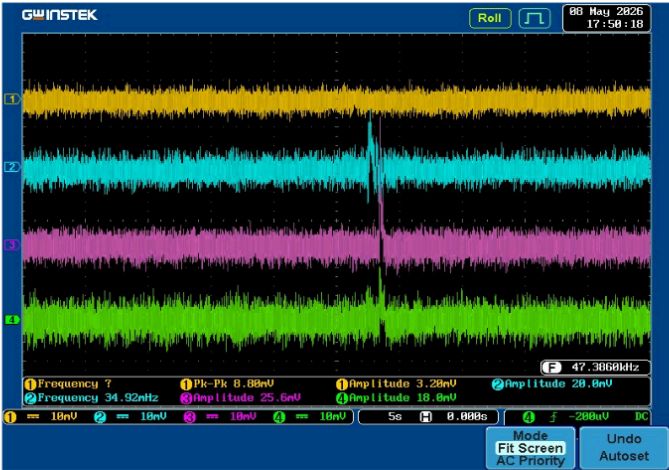 GWINSTEK
Roll
08 May 2026
17:50:18
1
2
3
4
F 47.3860kHz
1 Frequency ? 1 Pk-Pk 8.80mV 1 Amplitude 3.20mV 2 Amplitude 20.0mV
2 Frequency 34.92mHz 3 Amplitude 25.6mV 4 Amplitude 18.0mV
1 10mV 2 10mV 3 10mV 4 10mV 5s H 0.000s 4 -200uV DC
Mode
Fit Screen
AC Priority
Undo
Autoset